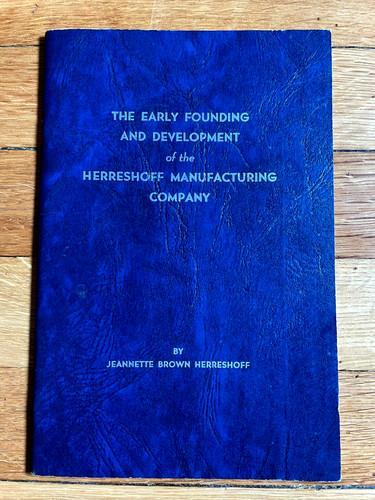 THE EARLY FOUNDING
AND DEVELOPMENT
of the
HERRESHOFF MANUFACTURING
COMPANY
BY
JEANNETTE BROWN HERRESHOFF